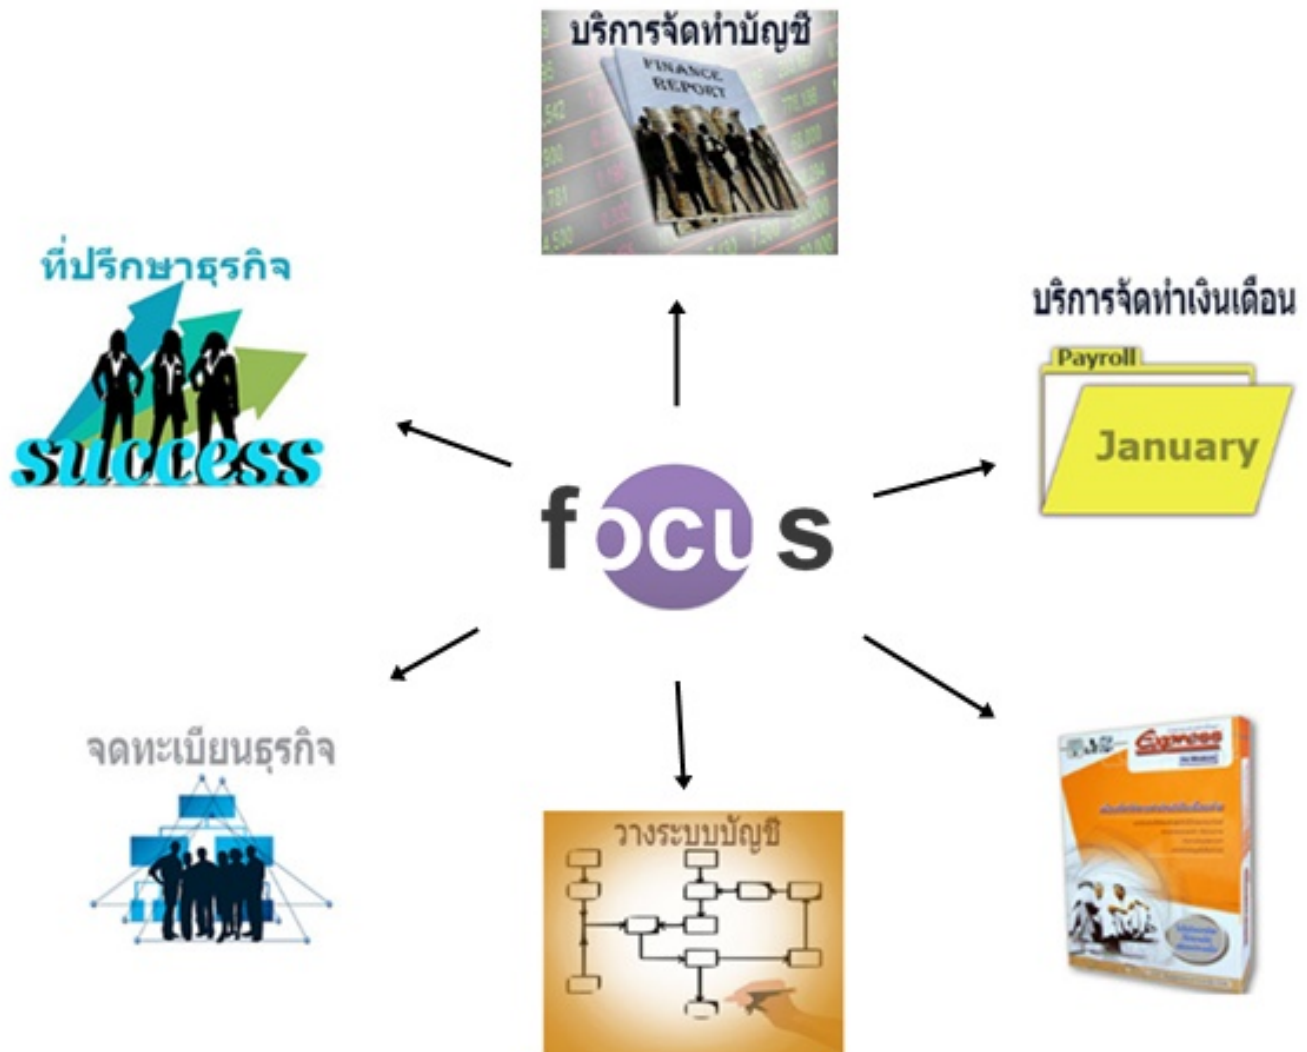 บริการจัดทำบัญชี
FINANCE
REPORT
ที่ปรึกษาธุรกิจ
success
บริการจัดทำเงินเดือน
Payroll
January
focus
จดทะเบียนธุรกิจ
วางระบบบัญชี
Express